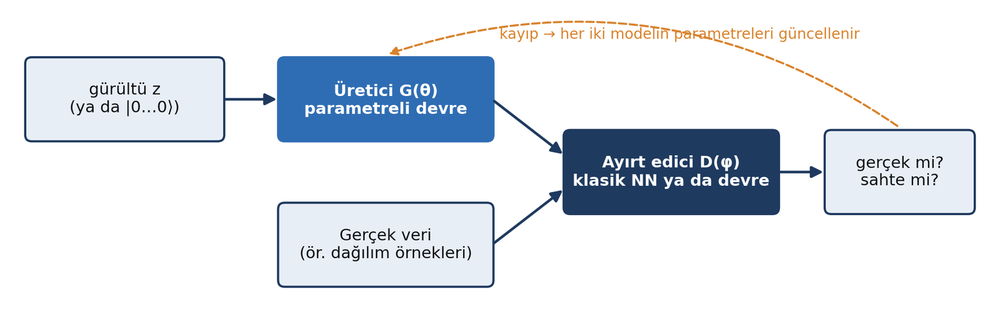 kayıp → her iki modelin parametreleri güncellenir
gürültü z
(ya da |0…0⟩)
Üretici G(θ)
parametreli devre
Ayırt edici D(φ)
klasik NN ya da devre
gerçek mi?
sahte mi?
Gerçek veri
(ör. dağılım örnekleri)